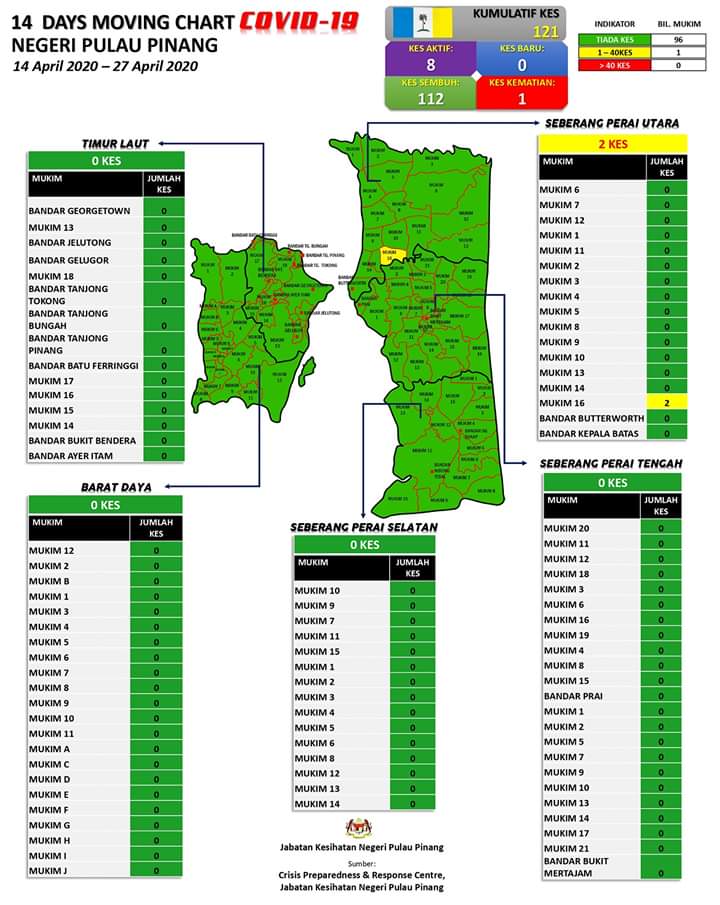 14 DAYS MOVING CHART COVID-19
NEGERI PULAU PINANG
14 April 2020 – 27 April 2020
KUMULATIF KES
121
KES AKTIF:
8
KES BARU:
0
KES SEMBUH:
112
KES KEMATIAN:
1
INDIKATOR BIL. MUKIM
TIADA KES 96
1 – 40KES 1
> 40 KES 0
TIMUR LAUT
0 KES
MUKIM JUMLAH KES
BANDAR GEORGETOWN 0
MUKIM 13 0
BANDAR JELUTONG 0
BANDAR GELUGOR 0
MUKIM 18 0
BANDAR TANJONG
TOKONG 0
BANDAR TANJONG
BUNGAH 0
BANDAR TANJONG
PINANG 0
BANDAR BATU FERRINGGI 0
MUKIM 17 0
MUKIM 16 0
MUKIM 15 0
MUKIM 14 0
BANDAR BUKIT BENDERA 0
BANDAR AYER ITAM 0
BARAT DAYA
0 KES
MUKIM JUMLAH KES
MUKIM 12 0
MUKIM 2 0
MUKIM B 0
MUKIM 1 0
MUKIM 3 0
MUKIM 4 0
MUKIM 5 0
MUKIM 6 0
MUKIM 7 0
MUKIM 8 0
MUKIM 9 0
MUKIM 10 0
MUKIM 11 0
MUKIM A 0
MUKIM C 0
MUKIM D 0
MUKIM E 0
MUKIM F 0
MUKIM G 0
MUKIM H 0
MUKIM I 0
MUKIM J 0
SEBERANG PERAI SELATAN
0 KES
MUKIM JUMLAH KES
MUKIM 10 0
MUKIM 9 0
MUKIM 7 0
MUKIM 11 0
MUKIM 15 0
MUKIM 1 0
MUKIM 2 0
MUKIM 3 0
MUKIM 4 0
MUKIM 5 0
MUKIM 6 0
MUKIM 8 0
MUKIM 12 0
MUKIM 13 0
MUKIM 14 0
SEBERANG PERAI UTARA
2 KES
MUKIM JUMLAH KES
MUKIM 6 0
MUKIM 7 0
MUKIM 12 0
MUKIM 1 0
MUKIM 11 0
MUKIM 2 0
MUKIM 3 0
MUKIM 4 0
MUKIM 5 0
MUKIM 8 0
MUKIM 9 0
MUKIM 10 0
MUKIM 13 0
MUKIM 14 0
MUKIM 16 2
BANDAR BUTTERWORTH 0
BANDAR KEPALA BATAS 0
SEBERANG PERAI TENGAH
0 KES
MUKIM JUMLAH KES
MUKIM 20 0
MUKIM 11 0
MUKIM 12 0
MUKIM 18 0
MUKIM 3 0
MUKIM 6 0
MUKIM 16 0
MUKIM 19 0
MUKIM 4 0
MUKIM 8 0
MUKIM 15 0
BANDAR PRAI 0
MUKIM 1 0
MUKIM 2 0
MUKIM 5 0
MUKIM 7 0
MUKIM 9 0
MUKIM 10 0
MUKIM 13 0
MUKIM 14 0
MUKIM 17 0
MUKIM 21 0
BANDAR BUKIT
MERTAJAM 0
Jabatan Kesihatan Negeri Pulau Pinang
Sumber:
Crisis Preparedness & Response Centre,
Jabatan Kesihatan Negeri Pulau Pinang